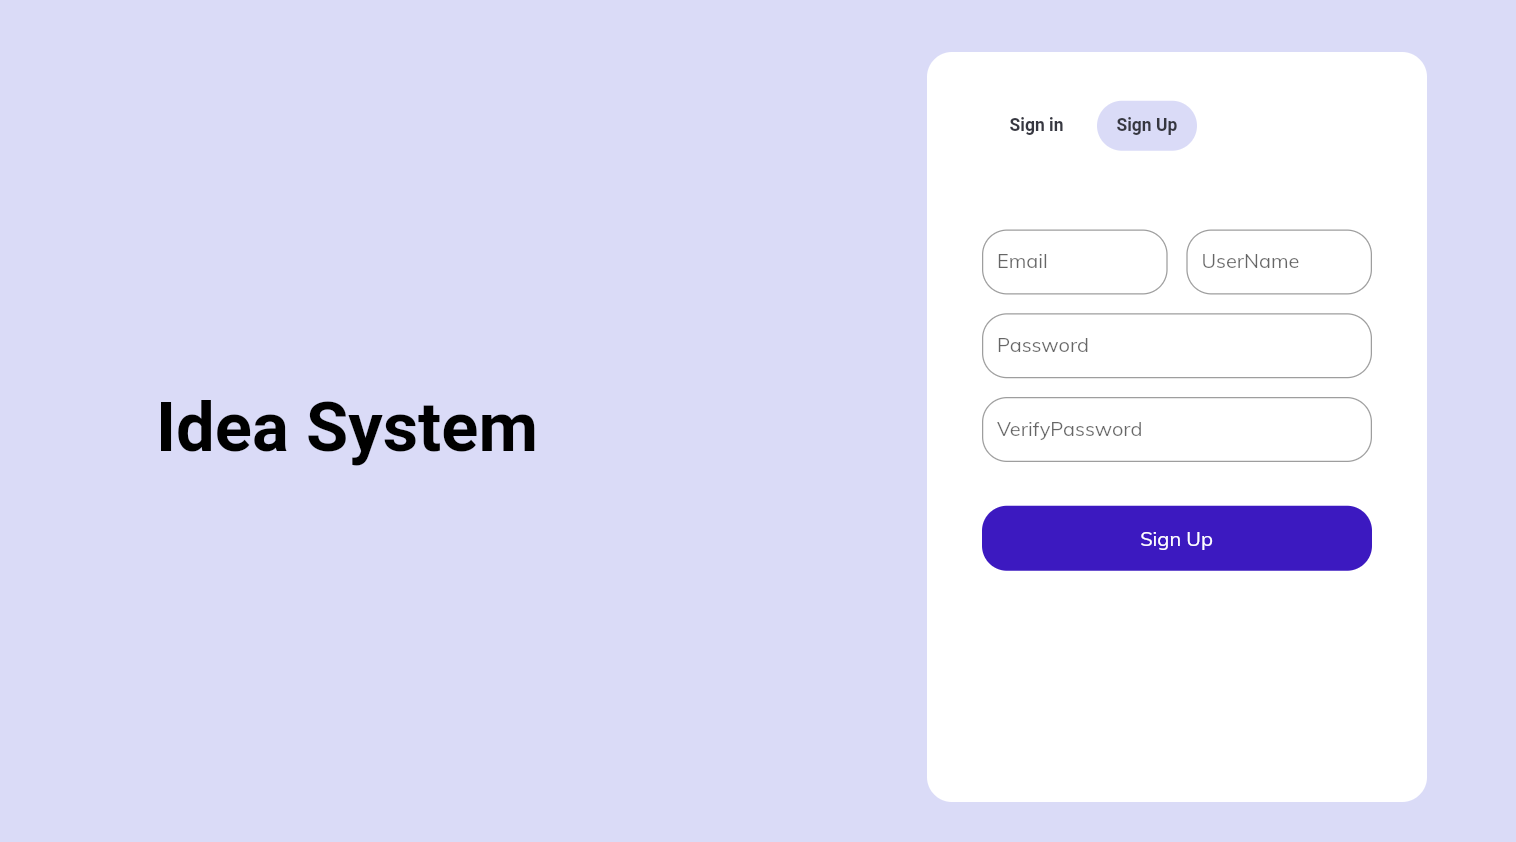 Idea System
Sign in Sign Up
Email UserName
Password
VerifyPassword
Sign Up